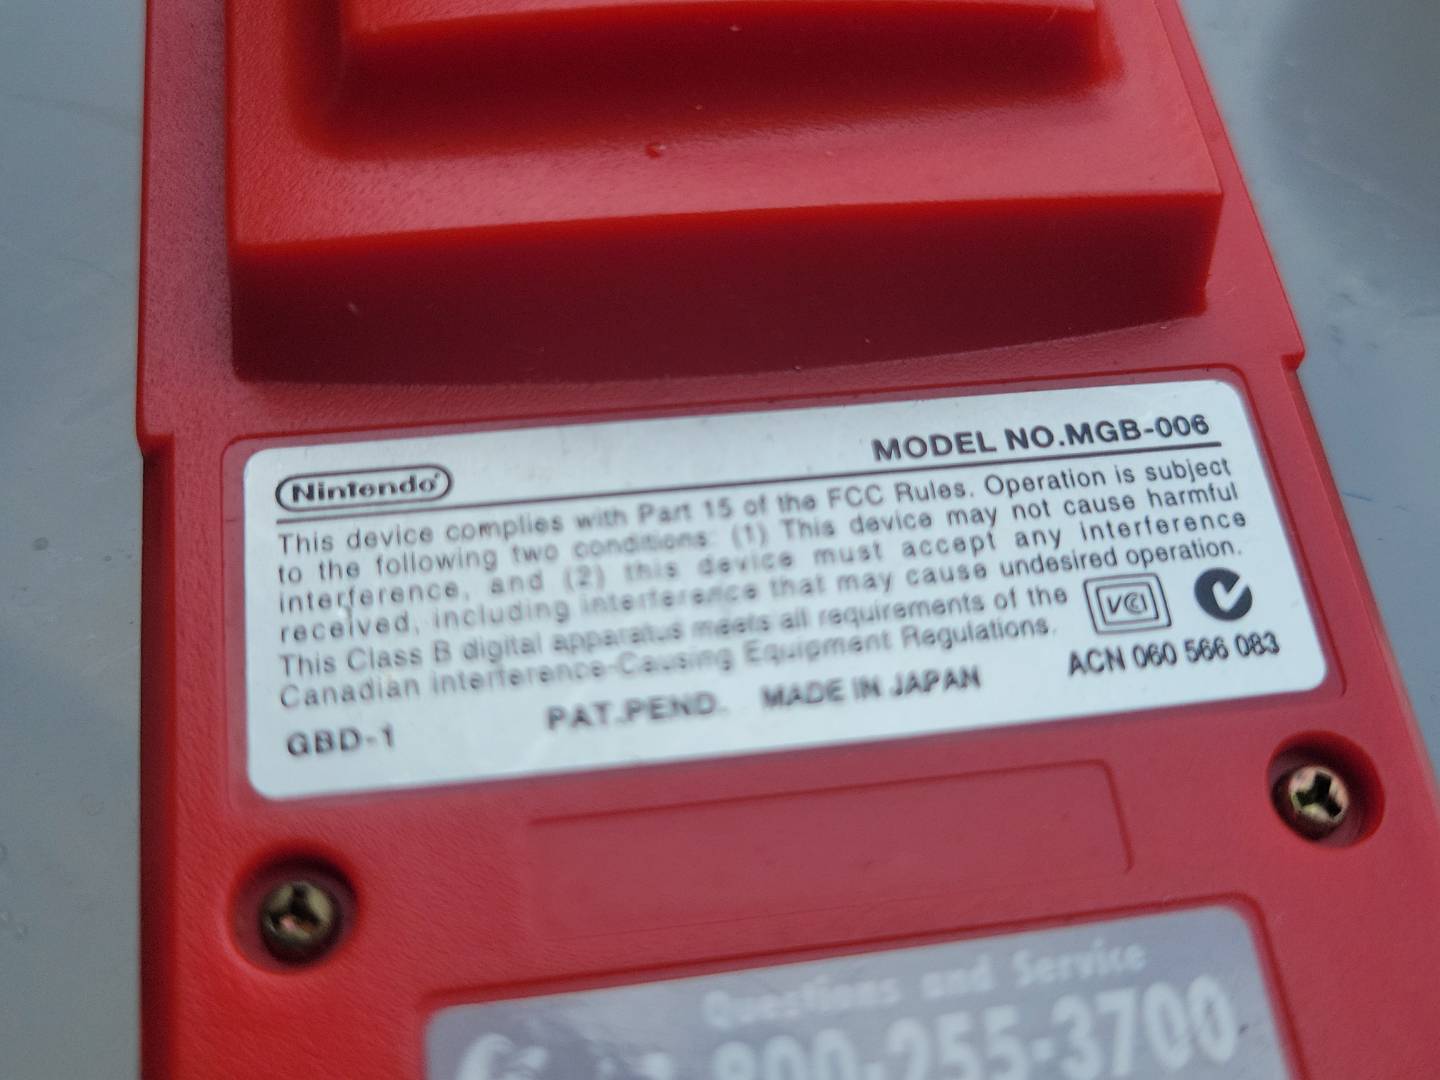 Nintendo
MODEL NO.MGB-006
This device complies with Part 15 of the FCC Rules. Operation is subject
to the following two conditions: (1) This device may not cause harmful
interference, and (2) this device must accept any interference
received, including interference that may cause undesired operation.
This Class B digital apparatus meets all requirements of the
Canadian Interference-Causing Equipment Regulations.
VCI
ACN 060 566 083
GBD-1 PAT.PEND. MADE IN JAPAN
Questions and Service
800-255-3700